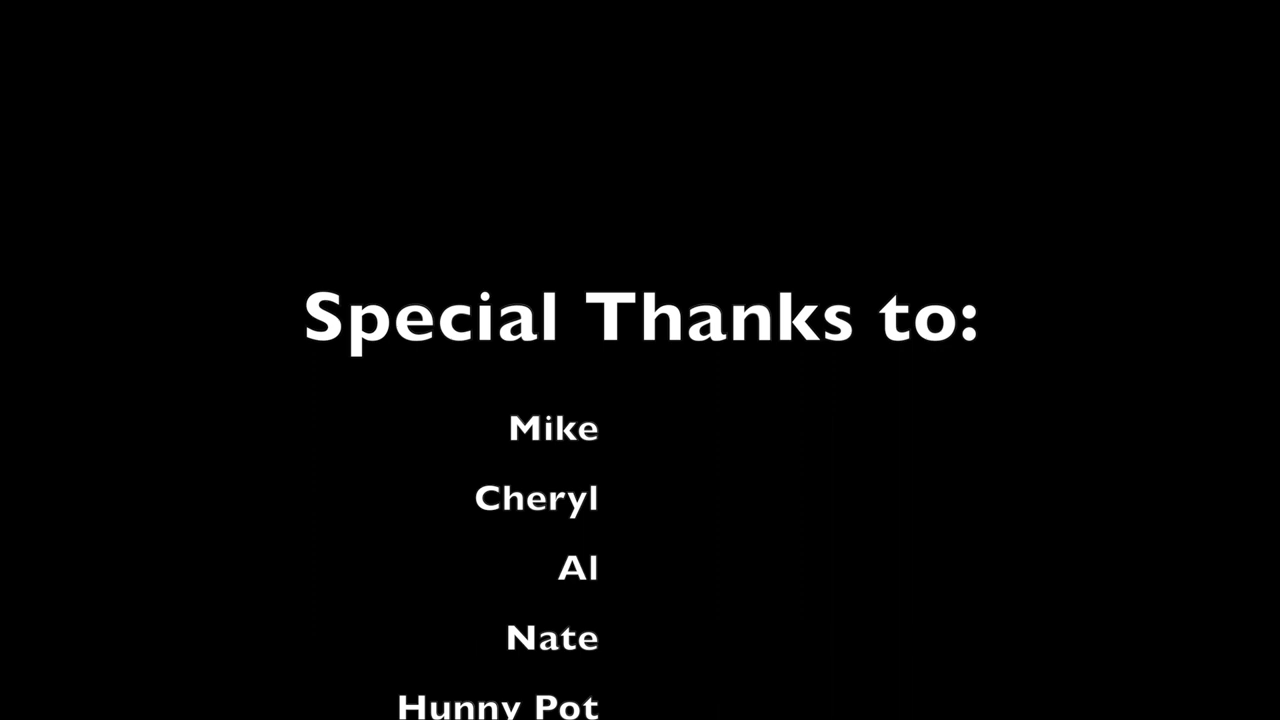 Special Thanks to:
Mike
Cheryl
Al
Nate
Hunny Pot